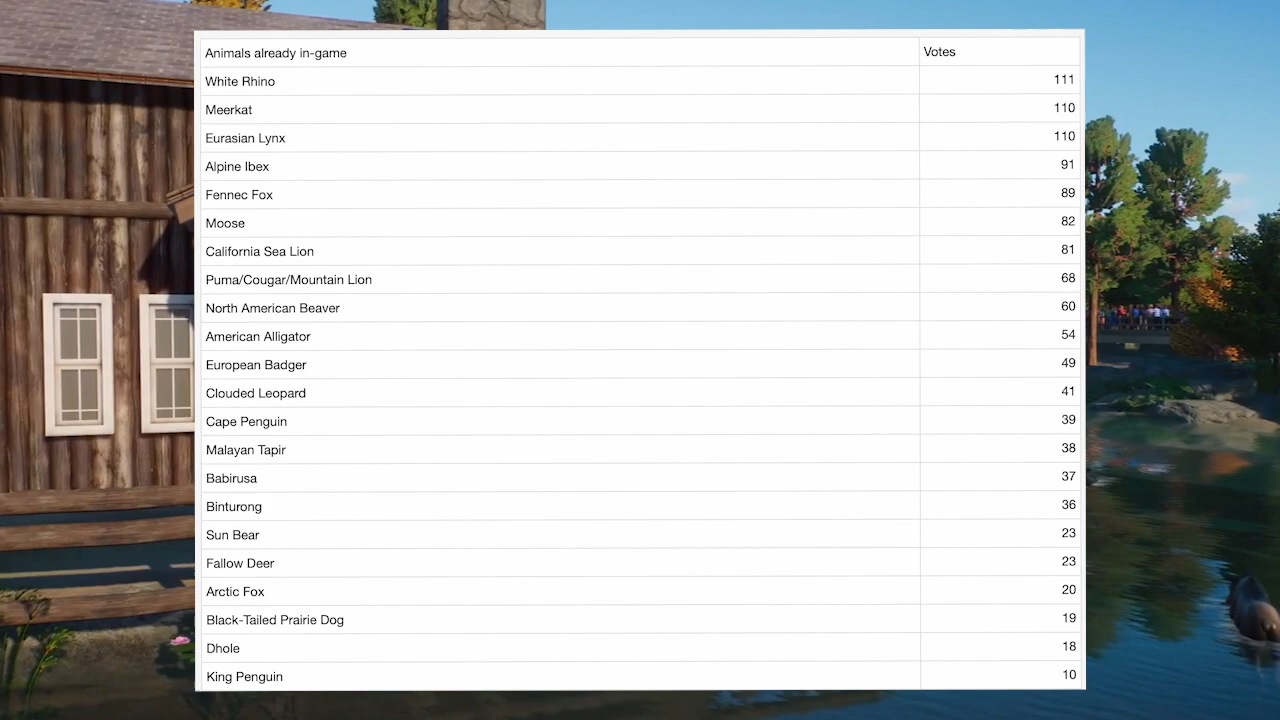 Animals already in-game Votes
White Rhino 111
Meerkat 110
Eurasian Lynx 110
Alpine Ibex 91
Fennec Fox 89
Moose 82
California Sea Lion 81
Puma/Cougar/Mountain Lion 68
North American Beaver 60
American Alligator 54
European Badger 49
Clouded Leopard 41
Cape Penguin 39
Malayan Tapir 38
Babirusa 37
Binturong 36
Sun Bear 23
Fallow Deer 23
Arctic Fox 20
Black-Tailed Prairie Dog 19
Dhole 18
King Penguin 10